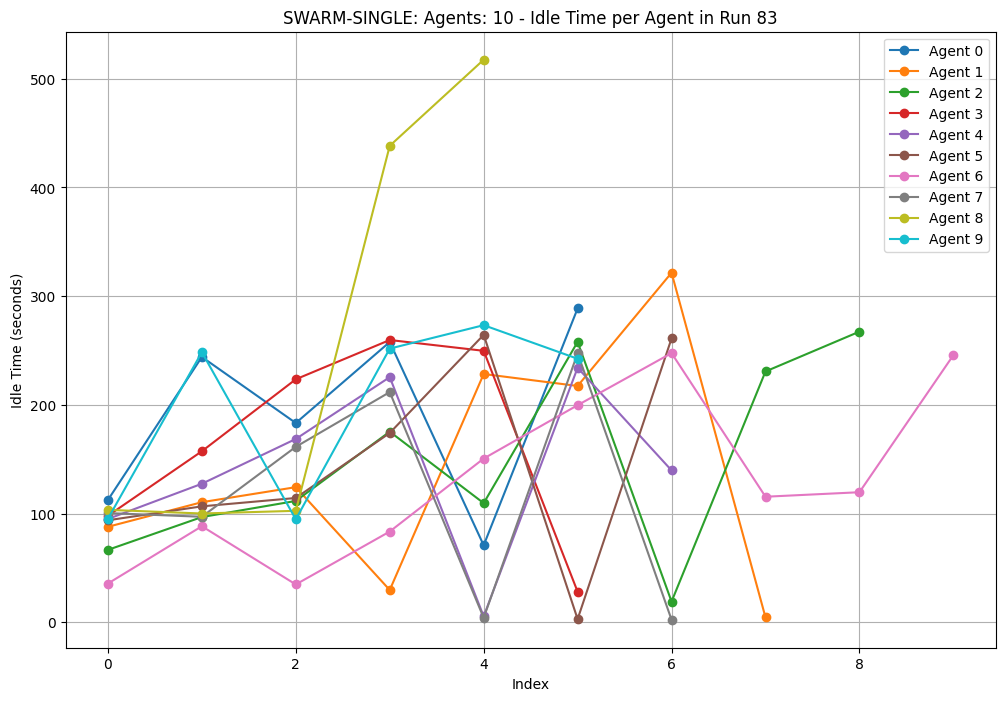 SWARM-SINGLE: Agents: 10 - Idle Time per Agent in Run 83
Idle Time (seconds)
500
400
300
200
100
0
0 2 4 6 8
Index
Agent 0
Agent 1
Agent 2
Agent 3
Agent 4
Agent 5
Agent 6
Agent 7
Agent 8
Agent 9